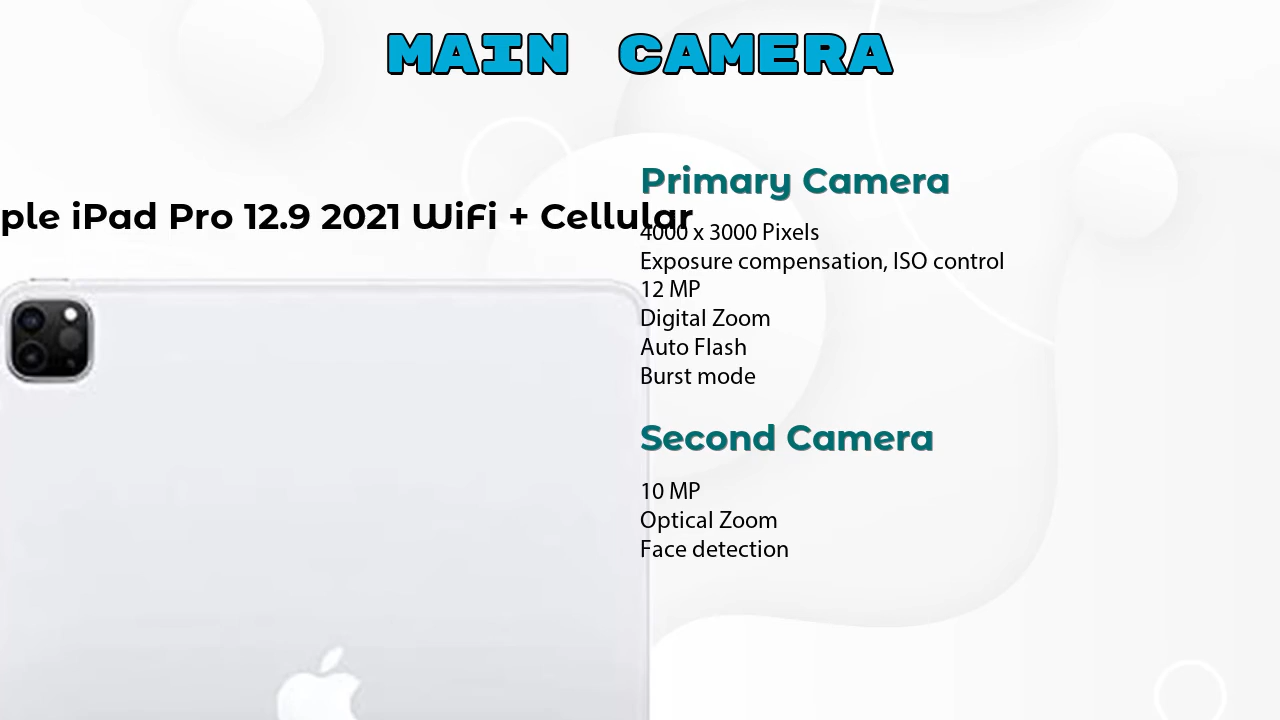 MAIN CAMERA
ple iPad Pro 12.9 2021 WiFi + Cellular
Primary Camera
4000 x 3000 Pixels
Exposure compensation, ISO control
12 MP
Digital Zoom
Auto Flash
Burst mode
Second Camera
10 MP
Optical Zoom
Face detection